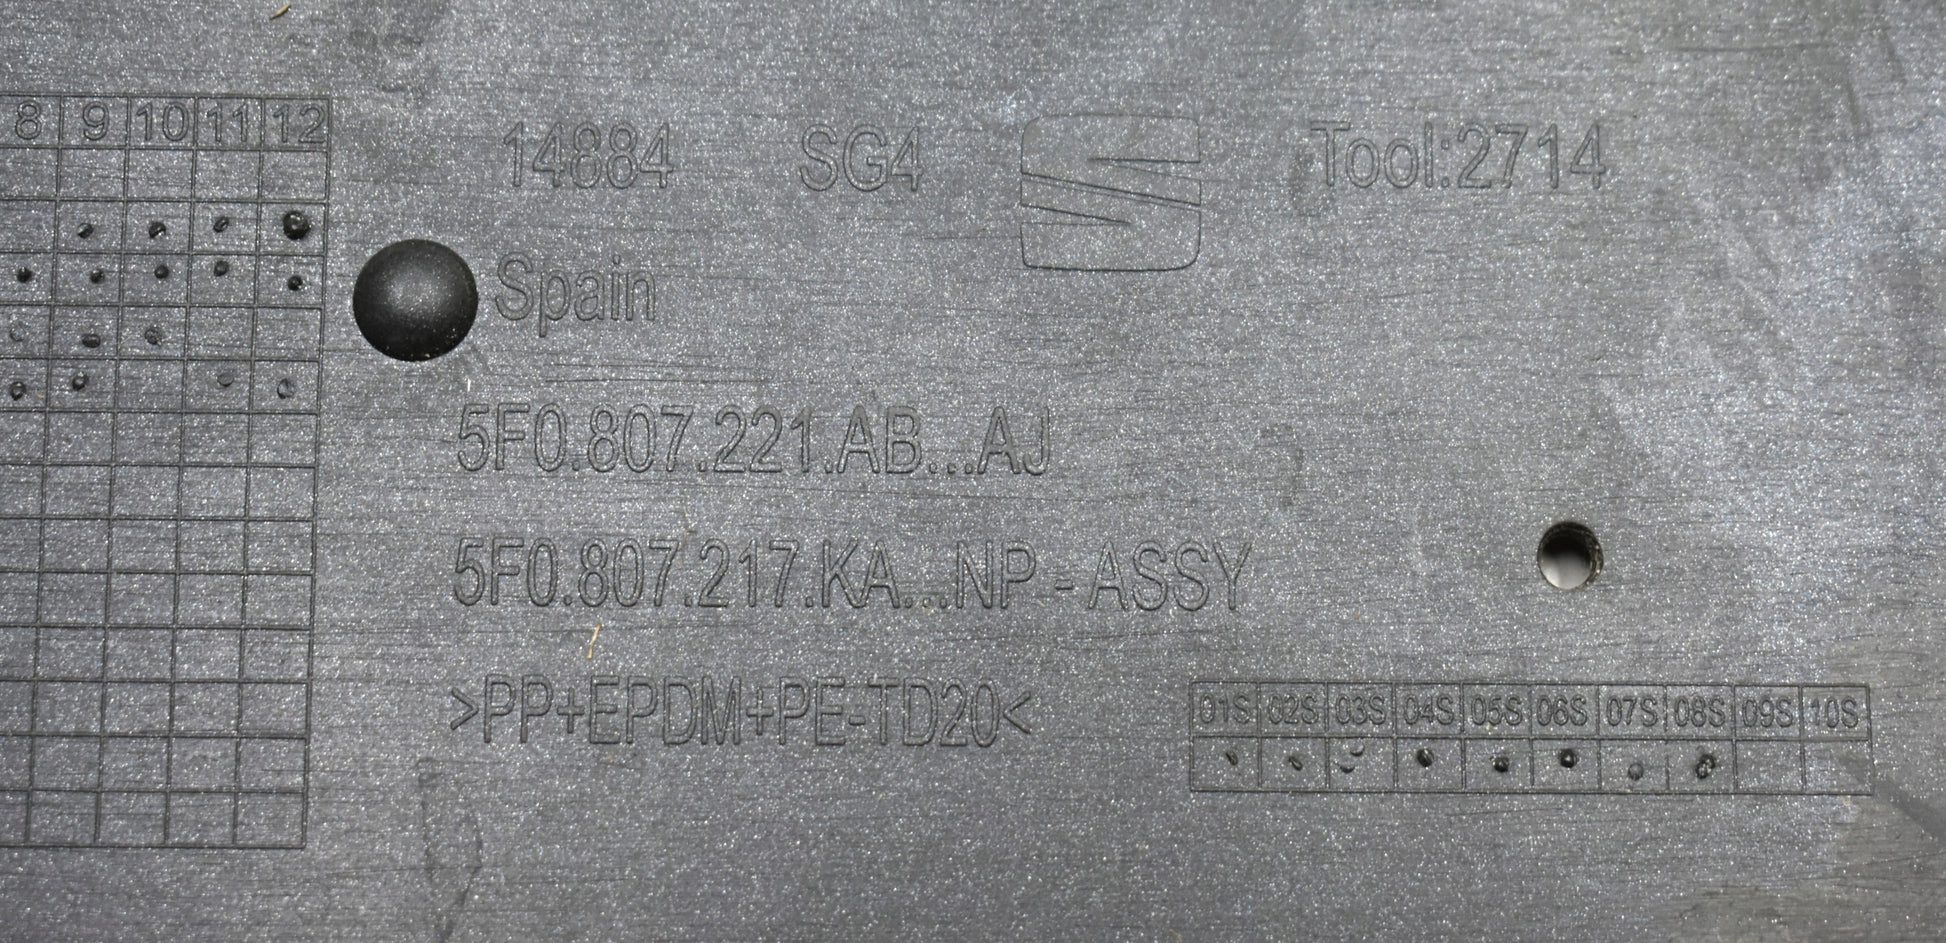 8 9 10 11 12
14884 SG4 Tool:2714
Spain
5F0.807.221.AB...AJ
5F0.807.217.KA...NP - ASSY
>PP+EPDM+PE-TD20<
01S 02S 03S 04S 05S 06S 07S 08S 09S 10S